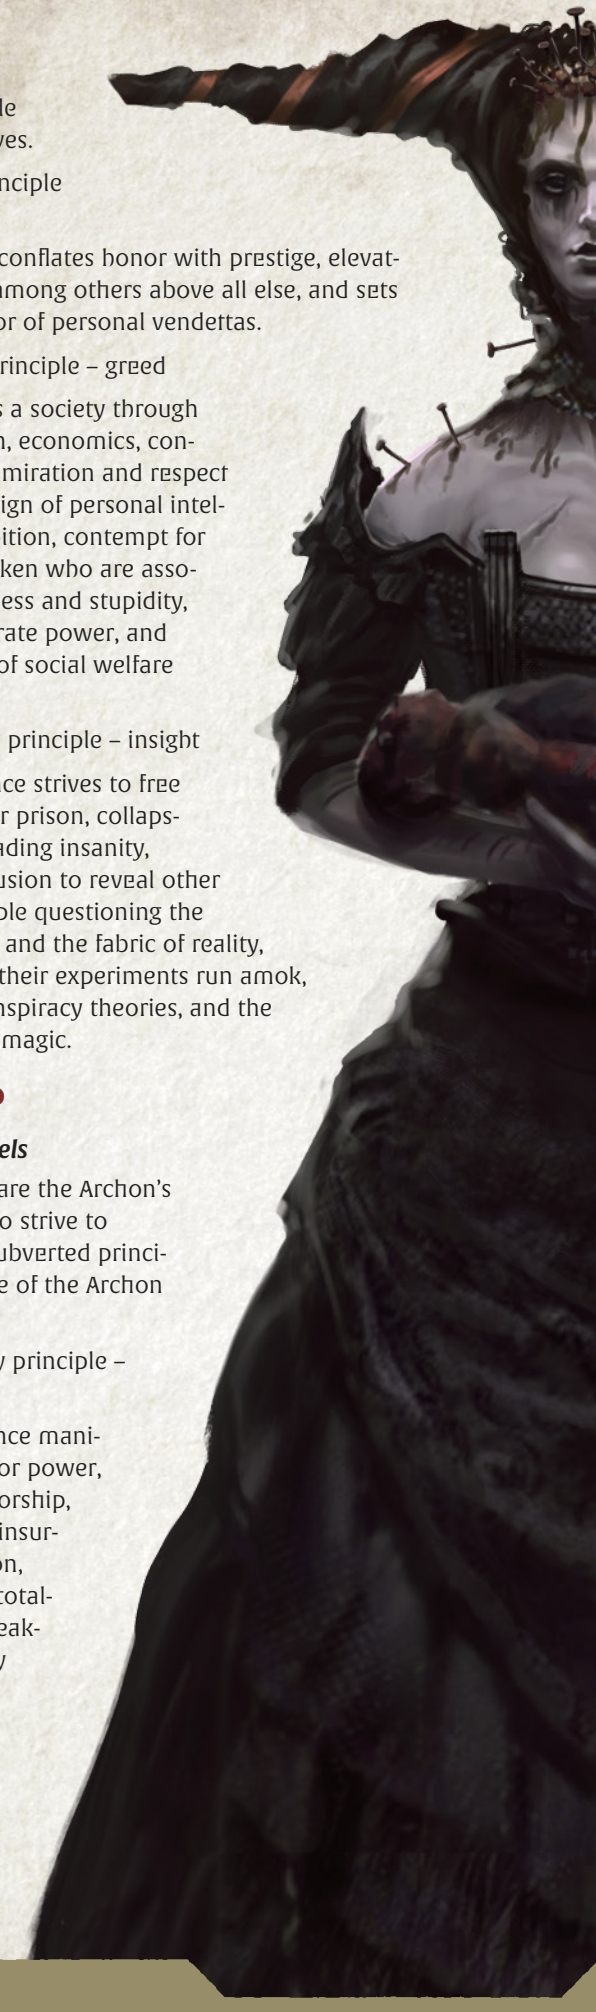 le
ves.
nciple
conflates honor with prestige, elevat-
among others above all else, and sets
or of personal vendettas.
rinciple – greed
s a society through
n, economics, con-
miration and respect
ign of personal intel-
ition, contempt for
ken who are asso-
ess and stupidity,
rate power, and
of social welfare
principle – insight
ce strives to free
r prison, collaps-
ading insanity,
usion to reveal other
ple questioning the
and the fabric of reality,
their experiments run amok,
nspiracy theories, and the
magic.
els
are the Archon’s
o strive to
ubverted princi-
e of the Archon
y principle –
nce mani-
or power,
orship,
insur-
on,
total-
eak-
y